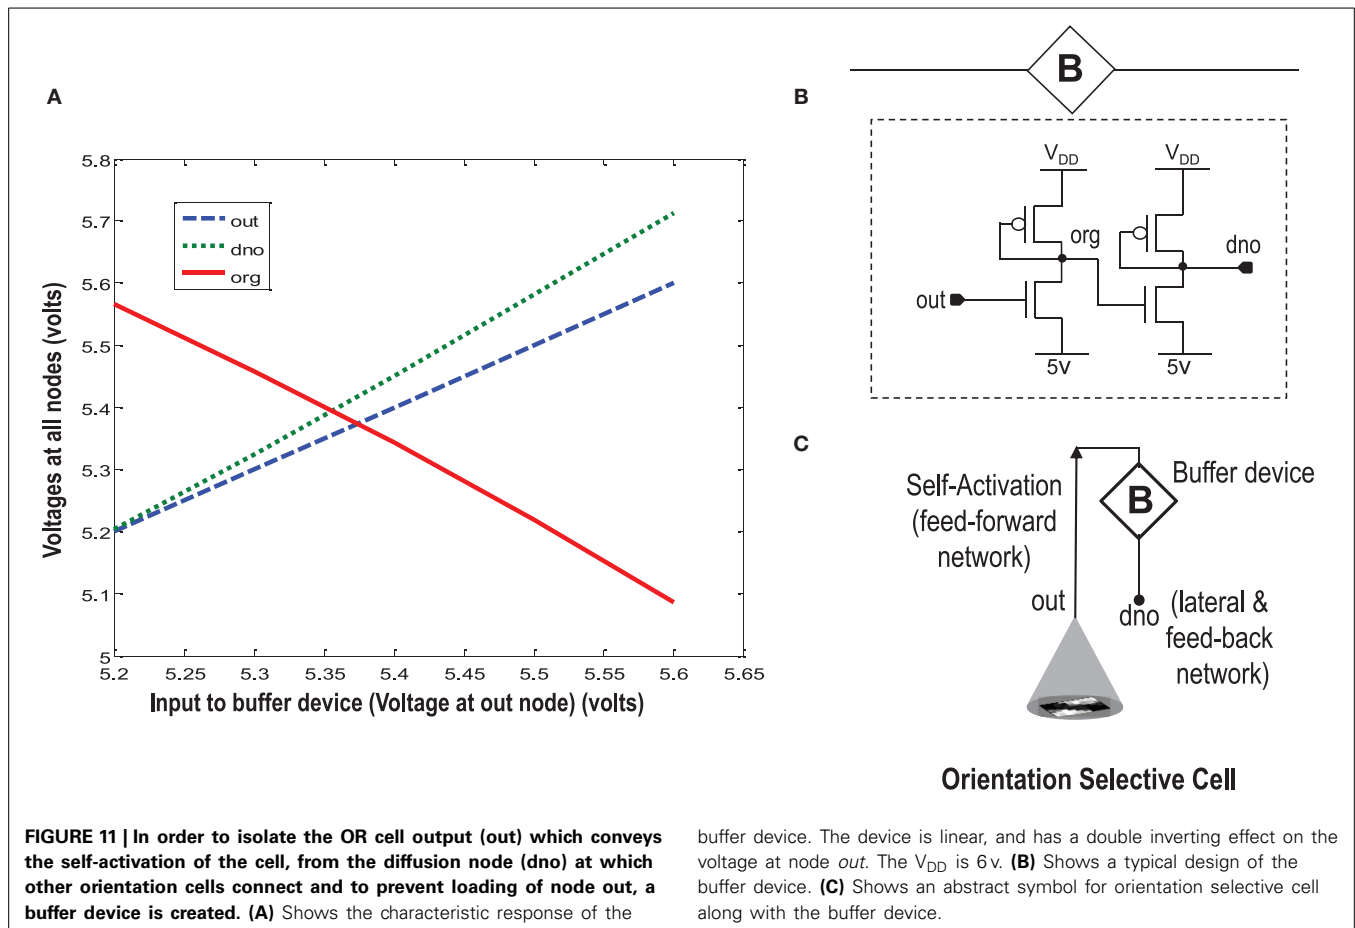 A
5.8
5.7
5.6
5.5
5.4
5.3
5.2
5.1
5
out
dno
org
Voltages at all nodes (volts)
5.2 5.25 5.3 5.35 5.4 5.45 5.5 5.55 5.6 5.65
Input to buffer device (Voltage at out node) (volts)
B
B
VDD VDD
org
dno
out
5v 5v
C
Self-Activation
(feed-forward
network)
Buffer device
B
out
dno
(lateral &
feed-back
network)
Orientation Selective Cell
FIGURE 11 | In order to isolate the OR cell output (out) which conveys
the self-activation of the cell, from the diffusion node (dno) at which
other orientation cells connect and to prevent loading of node out, a
buffer device is created. (A) Shows the characteristic response of the
buffer device. The device is linear, and has a double inverting effect on the
voltage at node out. The VDD is 6 v. (B) Shows a typical design of the
buffer device. (C) Shows an abstract symbol for orientation selective cell
along with the buffer device.